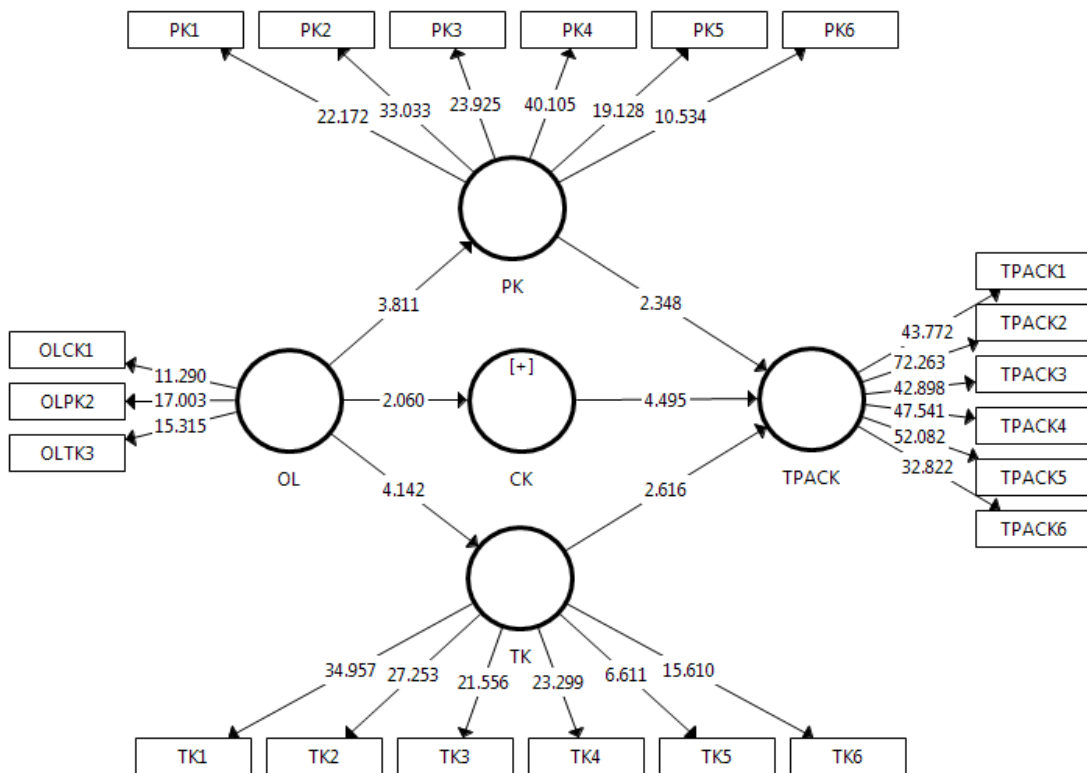 PK1 PK2 PK3 PK4 PK5 PK6
22.172 33.033 23.925 40.105 19.128 10.534
PK
3.811 2.348
TPACK1
TPACK2
TPACK3
TPACK4
TPACK5
TPACK6
43.772
72.263
42.898
47.541
52.082
32.822
OLCK1
OLPK2
OLTK3
11.290
17.003
15.315
[+]
2.060 4.495
OL CK TPACK
4.142 2.616
TK
34.957 27.253 21.556 23.299 6.611 15.610
TK1 TK2 TK3 TK4 TK5 TK6